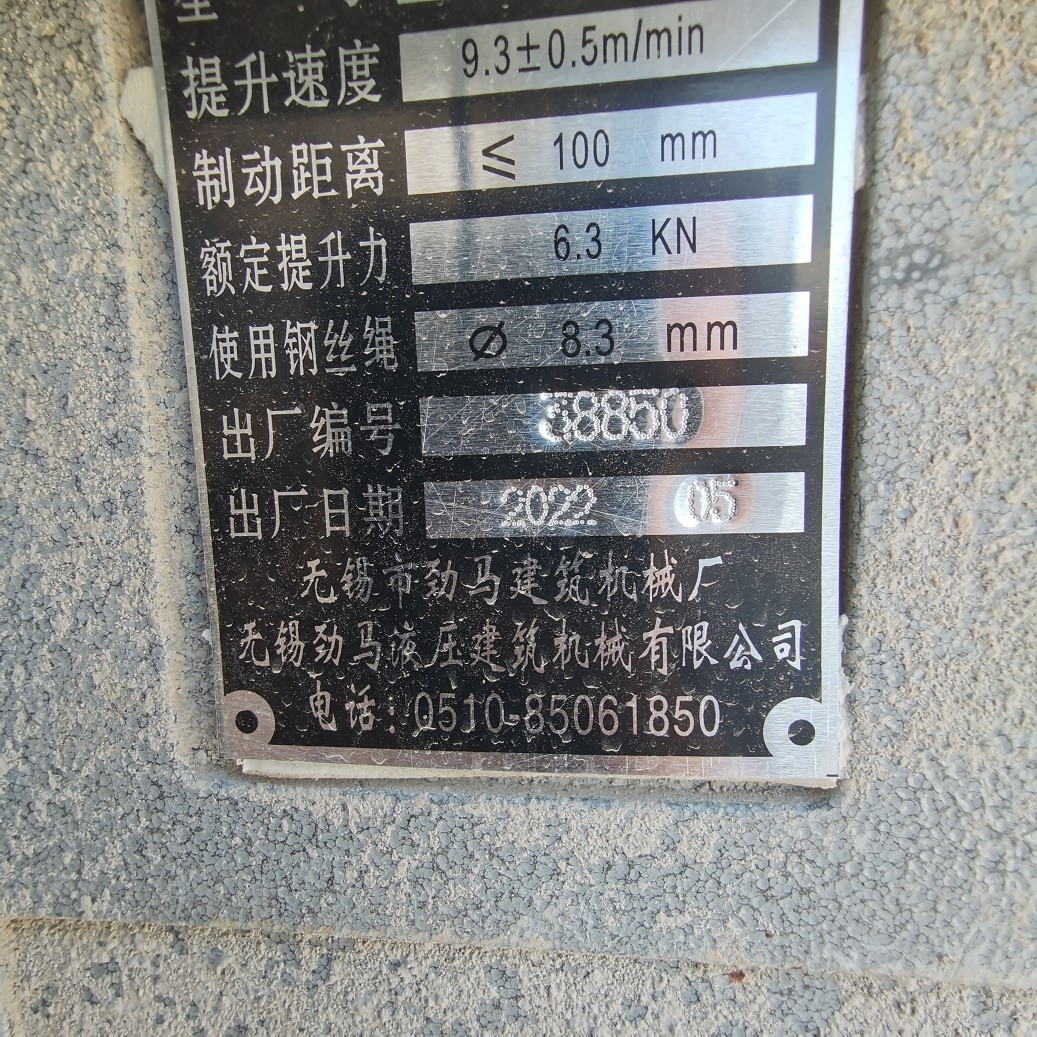 型 号
提升速度 9.3±0.5m/min
制动距离 ≤ 100 mm
额定提升力 6.3 KN
使用钢丝绳 Ø 8.3 mm
出厂编号 38850
出厂日期 2022 05
无锡市劲马建筑机械厂
无锡劲马液压建筑机械有限公司
电话:0510-85061850